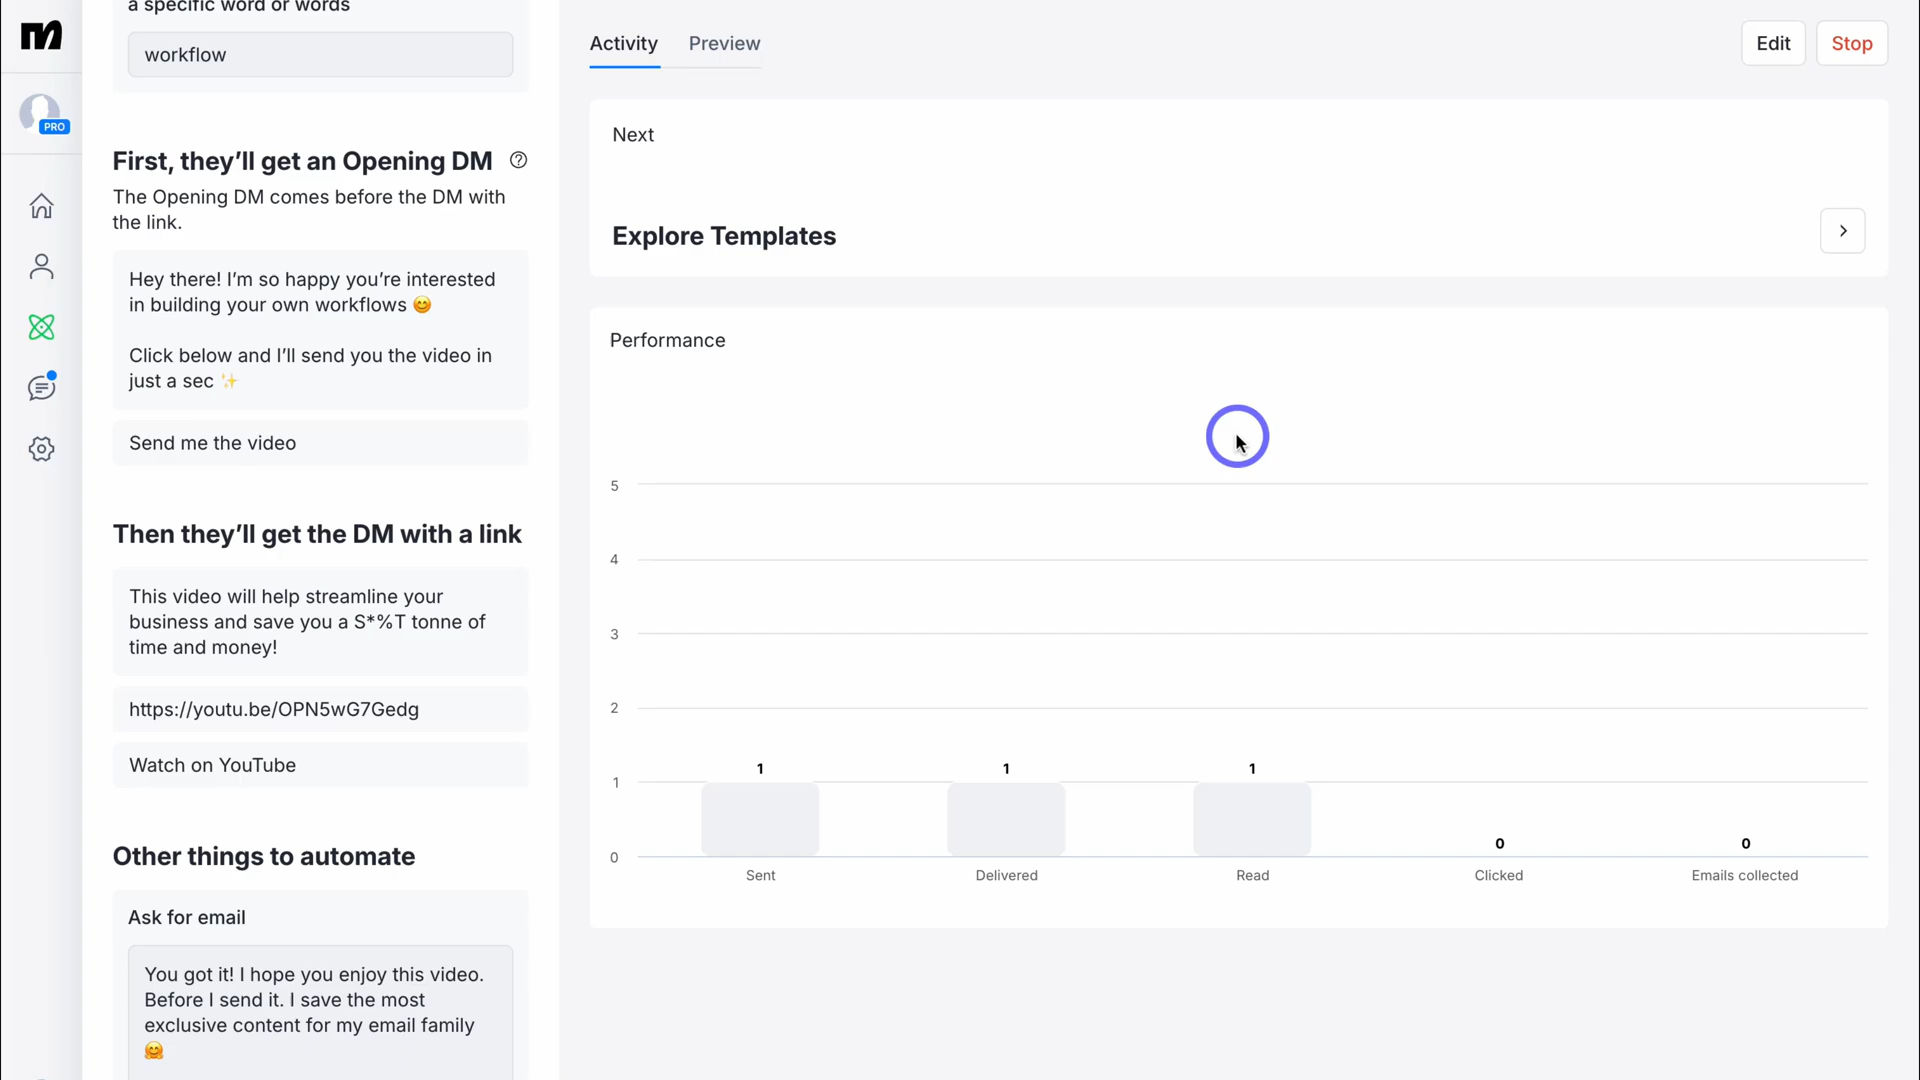 a specific word or words
workflow
PRO
First, they'll get an Opening DM
The Opening DM comes before the DM with
the link.
Hey there! I'm so happy you're interested
in building your own workflows 😊
Click below and I'll send you the video in
just a sec ✨
Send me the video
Then they'll get the DM with a link
This video will help streamline your
business and save you a S*%T tonne of
time and money!
https://youtu.be/OPN5wG7Gedg
Watch on YouTube
Other things to automate
Ask for email
You got it! I hope you enjoy this video.
Before I send it. I save the most
exclusive content for my email family
🤗
Activity Preview
Edit Stop
Next
Explore Templates
Performance
5
4
3
2
1
0
1 1 1 0 0
Sent Delivered Read Clicked Emails collected